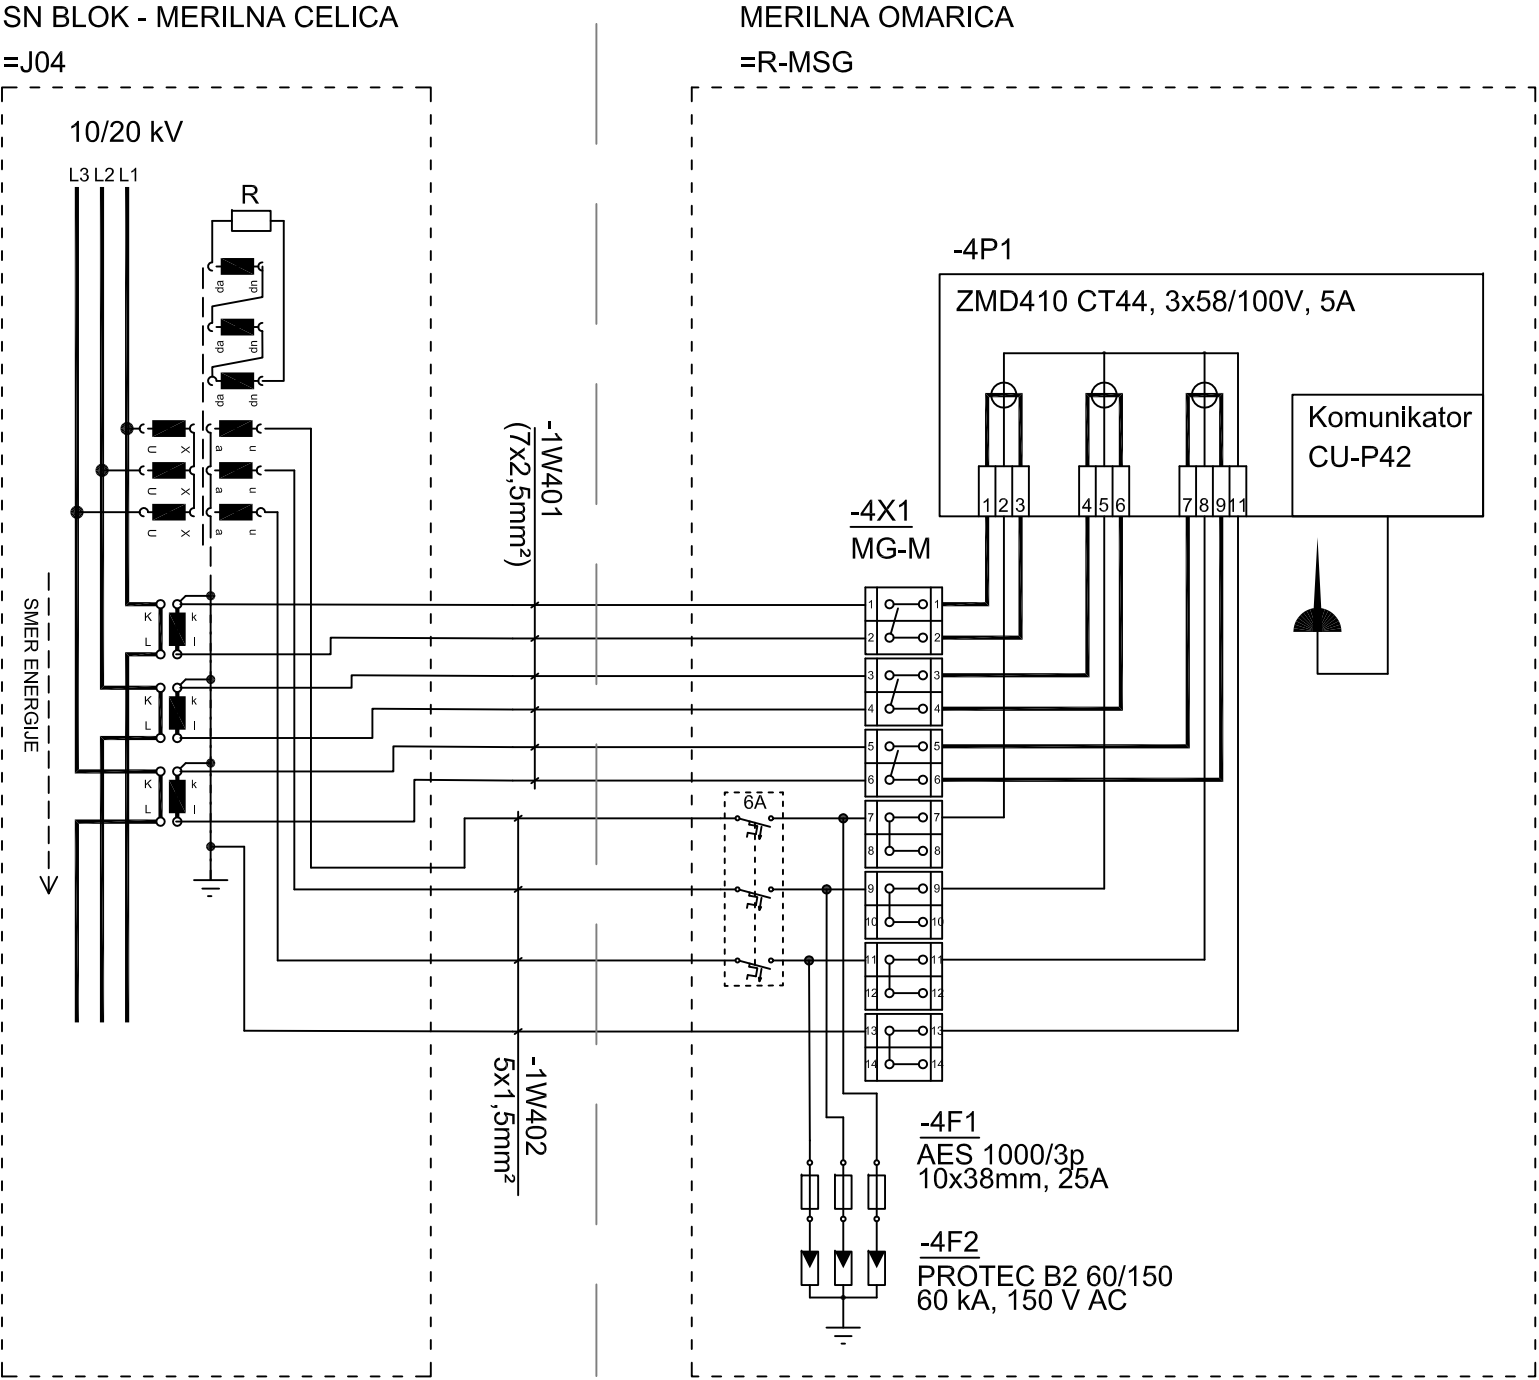 SN BLOK - MERILNA CELICA
=J04
MERILNA OMARICA
=R-MSG
10/20 kV
L3 L2 L1
R
da dn
da dn
da dn
U X a n
U X a n
U X a n
K k
L l
K k
L l
K k
L l
SMER ENERGIJE
-1W401
(7x2,5mm²)
-1W402
5x1,5mm²
6A
-4P1
ZMD410 CT44, 3x58/100V, 5A
Komunikator
CU-P42
1 2 3 4 5 6 7 8 9 11
-4X1
MG-M
1 1
2 2
3 3
4 4
5 5
6 6
7 7
8 8
9 9
10 10
11 11
12 12
13 13
14 14
-4F1
AES 1000/3p
10x38mm, 25A
-4F2
PROTEC B2 60/150
60 kA, 150 V AC